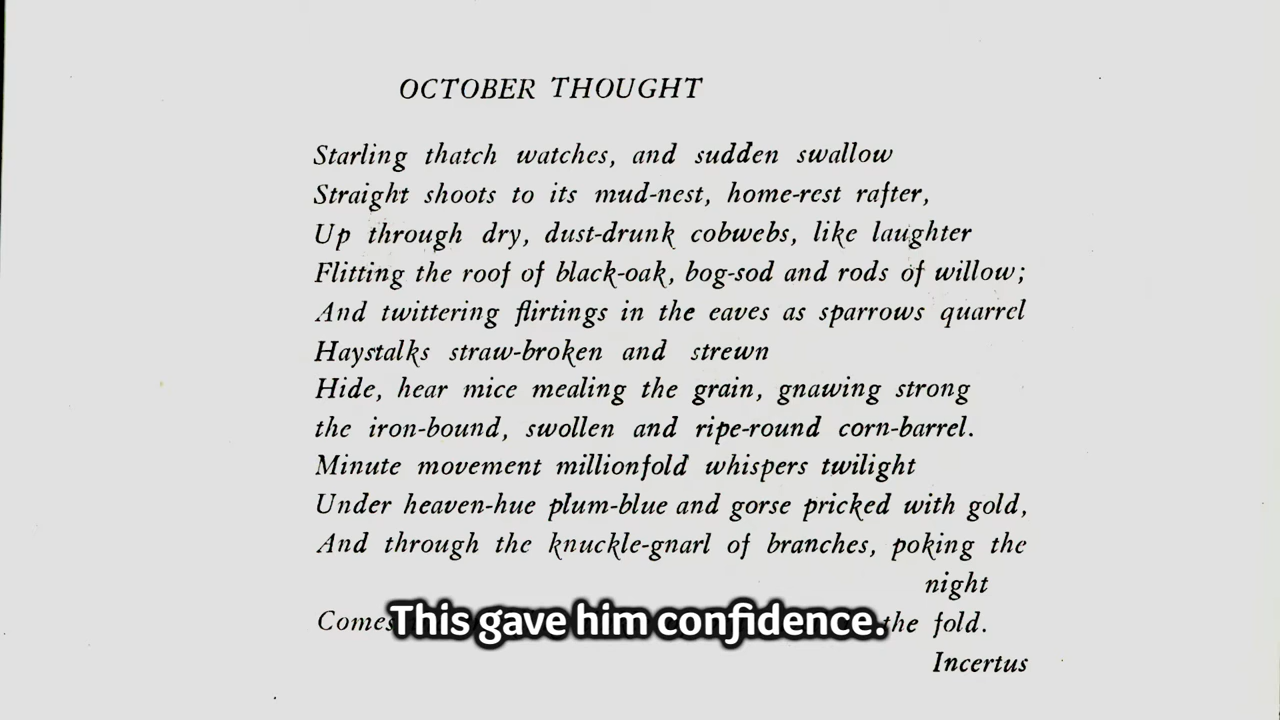 OCTOBER THOUGHT
Starling thatch watches, and sudden swallow
Straight shoots to its mud-nest, home-rest rafter,
Up through dry, dust-drunk cobwebs, like laughter
Flitting the roof of black-oak, bog-sod and rods of willow;
And twittering flirtings in the eaves as sparrows quarrel
Haystalks straw-broken and strewn
Hide, hear mice mealing the grain, gnawing strong
the iron-bound, swollen and ripe-round corn-barrel.
Minute movement millionfold whispers twilight
Under heaven-hue plum-blue and gorse pricked with gold,
And through the knuckle-gnarl of branches, poking the
night
Comes the fold.
This gave him confidence.
Incertus